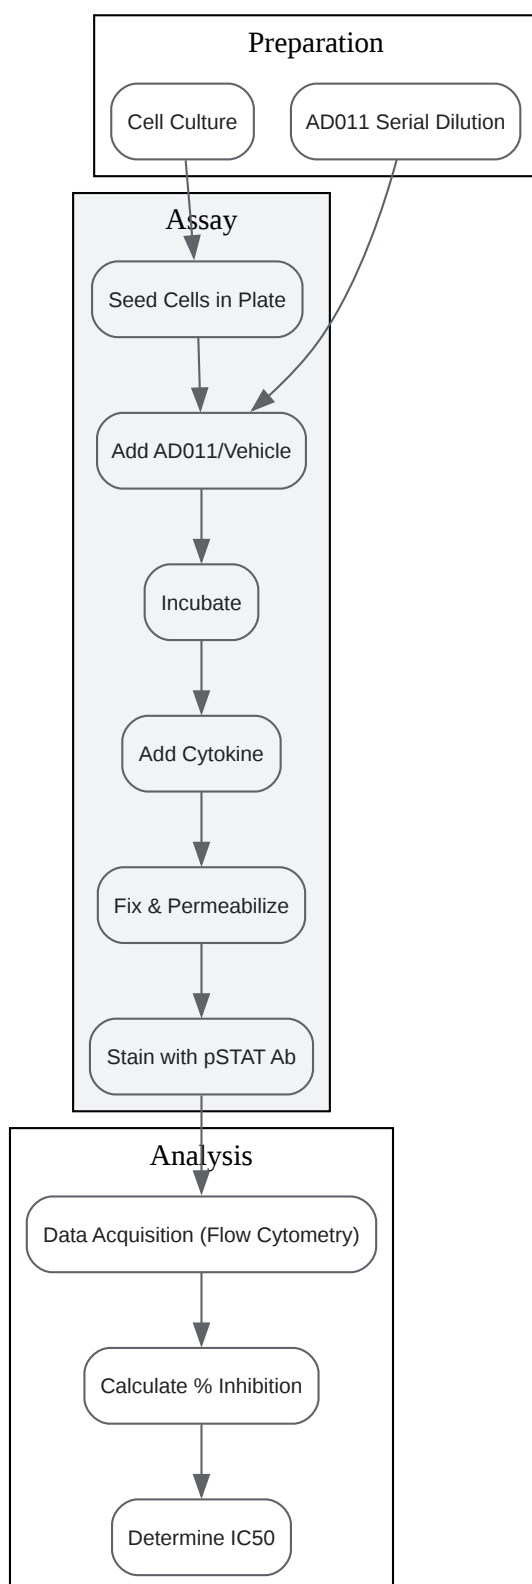 Preparation
Cell Culture
AD011 Serial Dilution
Assay
Seed Cells in Plate
Add AD011/Vehicle
Incubate
Add Cytokine
Fix & Permeabilize
Stain with pSTAT Ab
Analysis
Data Acquisition (Flow Cytometry)
Calculate % Inhibition
Determine IC50